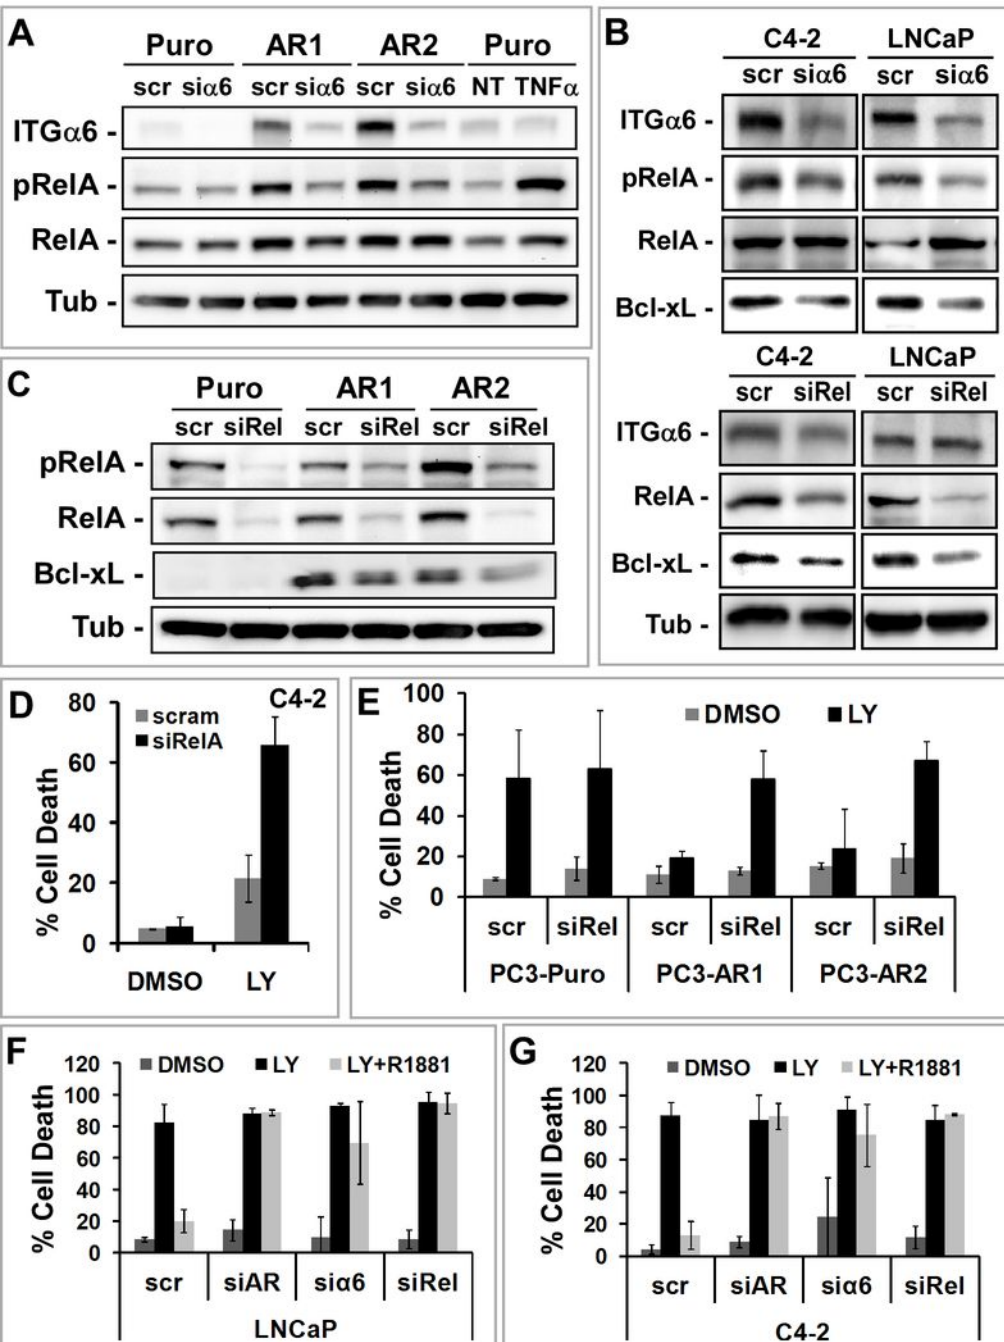 A
Puro AR1 AR2 Puro
scr siα6 scr siα6 scr siα6 NT TNFα
ITGα6 -
pRelA -
RelA -
Tub -
B
C4-2 LNCaP
scr siα6 scr siα6
ITGα6 -
pRelA -
RelA -
Bcl-xL -
C4-2 LNCaP
scr siRel scr siRel
ITGα6 -
RelA -
Bcl-xL -
Tub -
C
Puro AR1 AR2
scr siRel scr siRel scr siRel
pRelA -
RelA -
Bcl-xL -
Tub -
D
C4-2
scram
siRelA
% Cell Death
80
60
40
20
0
DMSO LY
E
DMSO LY
% Cell Death
100
80
60
40
20
0
scr siRel scr siRel scr siRel
PC3-Puro PC3-AR1 PC3-AR2
F
DMSO LY LY+R1881
% Cell Death
120
100
80
60
40
20
0
scr siAR siα6 siRel
LNCaP
G
DMSO LY LY+R1881
% Cell Death
120
100
80
60
40
20
0
scr siAR siα6 siRel
C4-2